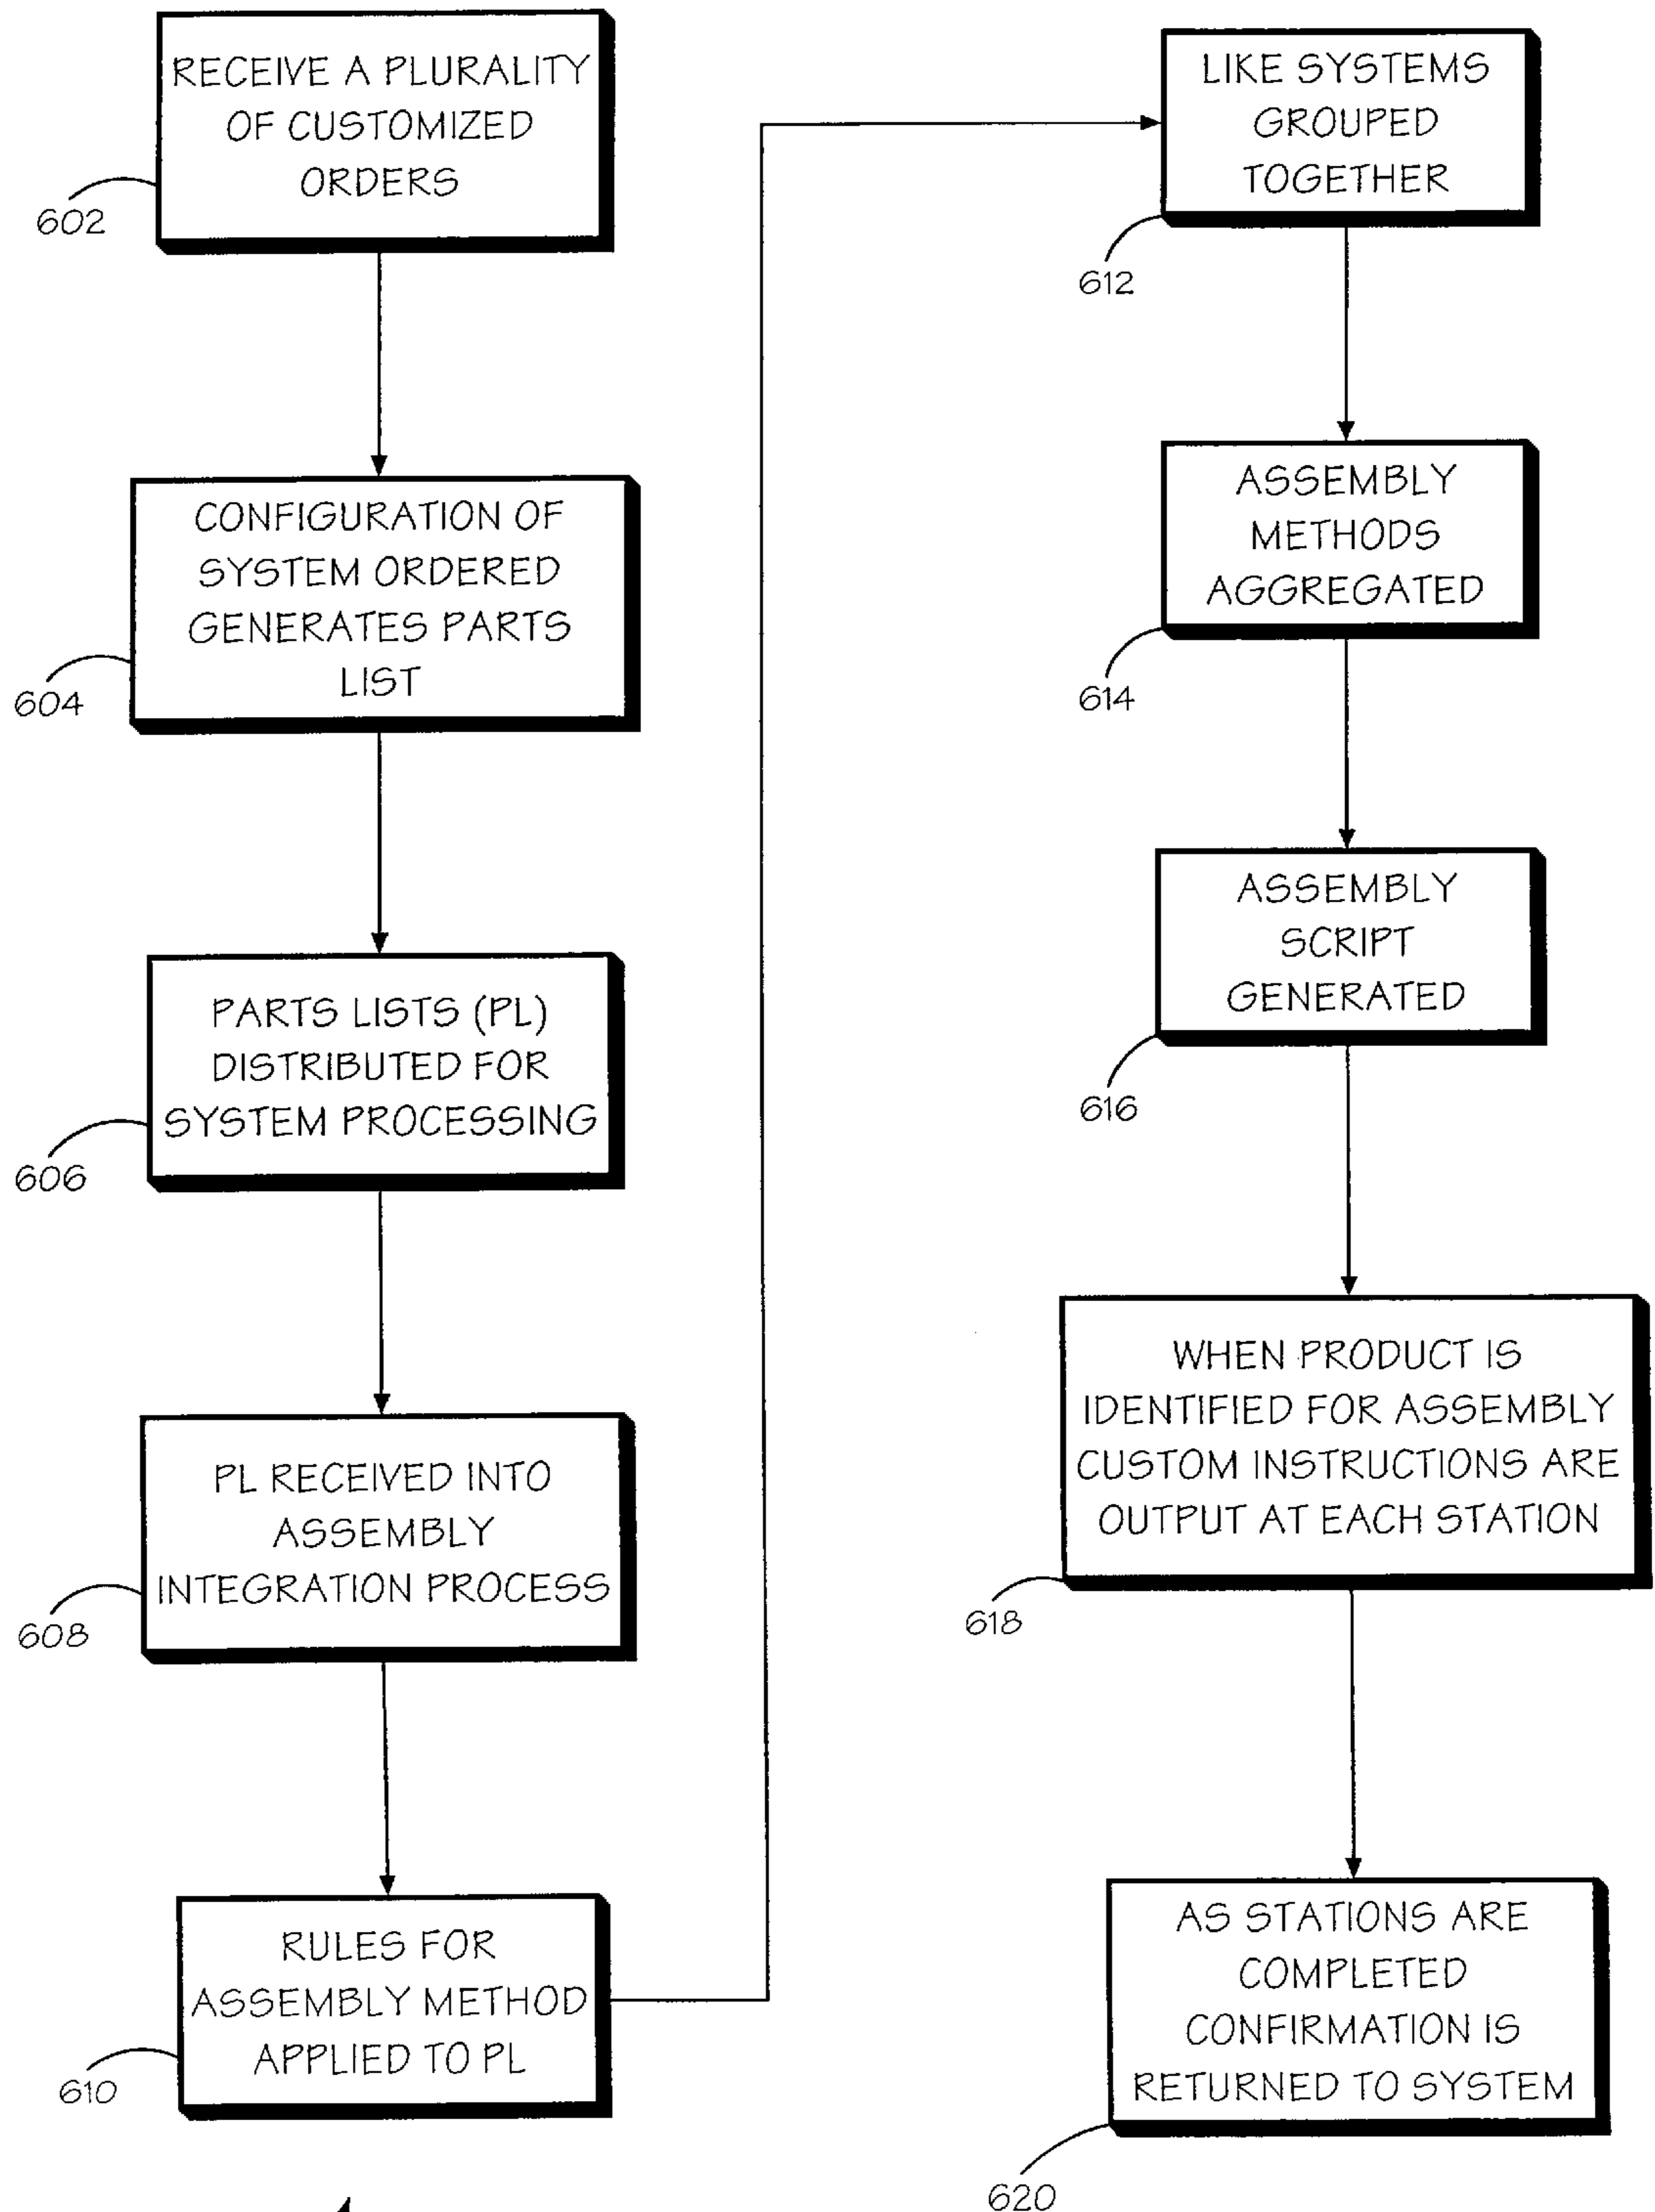 RECEIVE A PLURALITY
OF CUSTOMIZED
ORDERS
602
CONFIGURATION OF
SYSTEM ORDERED
GENERATES PARTS
LIST
604
PARTS LISTS (PL)
DISTRIBUTED FOR
SYSTEM PROCESSING
606
PL RECEIVED INTO
ASSEMBLY
INTEGRATION PROCESS
608
RULES FOR
ASSEMBLY METHOD
APPLIED TO PL
610
LIKE SYSTEMS
GROUPED
TOGETHER
612
ASSEMBLY
METHODS
AGGREGATED
614
ASSEMBLY
SCRIPT
GENERATED
616
WHEN PRODUCT IS
IDENTIFIED FOR ASSEMBLY
CUSTOM INSTRUCTIONS ARE
OUTPUT AT EACH STATION
618
AS STATIONS ARE
COMPLETED
CONFIRMATION IS
RETURNED TO SYSTEM
620